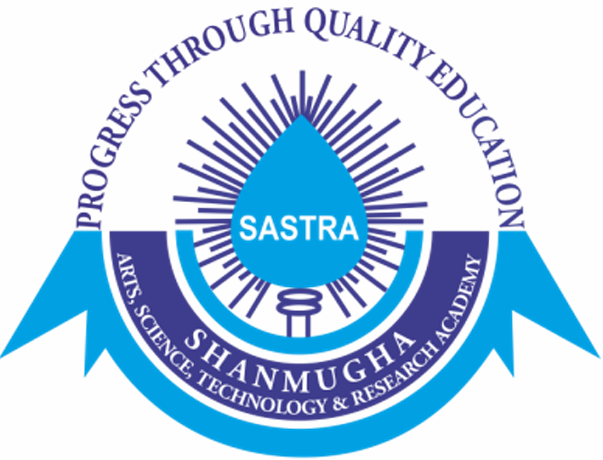 PROGRESS THROUGH QUALITY EDUCATION
SASTRA
SHANMUGHA
ARTS, SCIENCE, TECHNOLOGY & RESEARCH ACADEMY